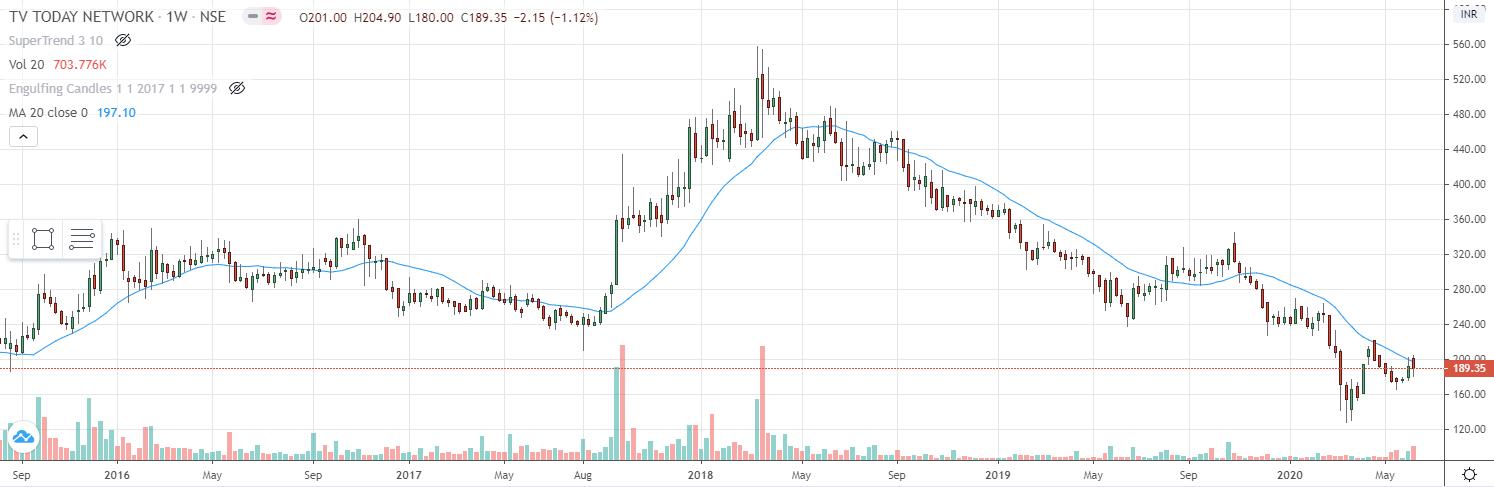 TV TODAY NETWORK · 1W · NSE O201.00 H204.90 L180.00 C189.35 −2.15 (−1.12%)
INR
SuperTrend 3 10
Vol 20 703.776K
Engulfing Candles 1 1 2017 1 1 9999
MA 20 close 0 197.10
560.00
520.00
480.00
440.00
400.00
360.00
320.00
280.00
240.00
200.00
189.35
160.00
120.00
Sep 2016 May Sep 2017 May Aug 2018 May Sep 2019 May Sep 2020 May